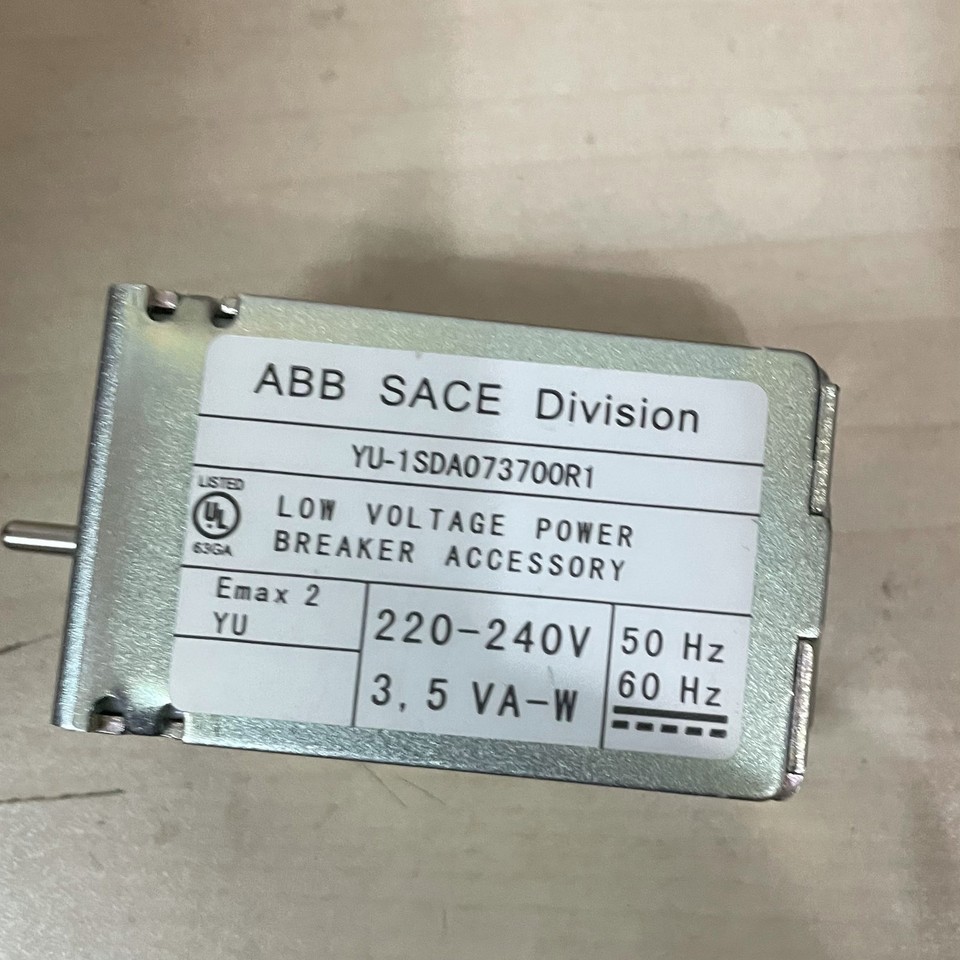 ABB SACE Division
YU-1SDA073700R1
LISTED
UL
63GA
LOW VOLTAGE POWER
BREAKER ACCESSORY
Emax 2
YU
220-240V
3,5 VA-W
50 Hz
60 Hz